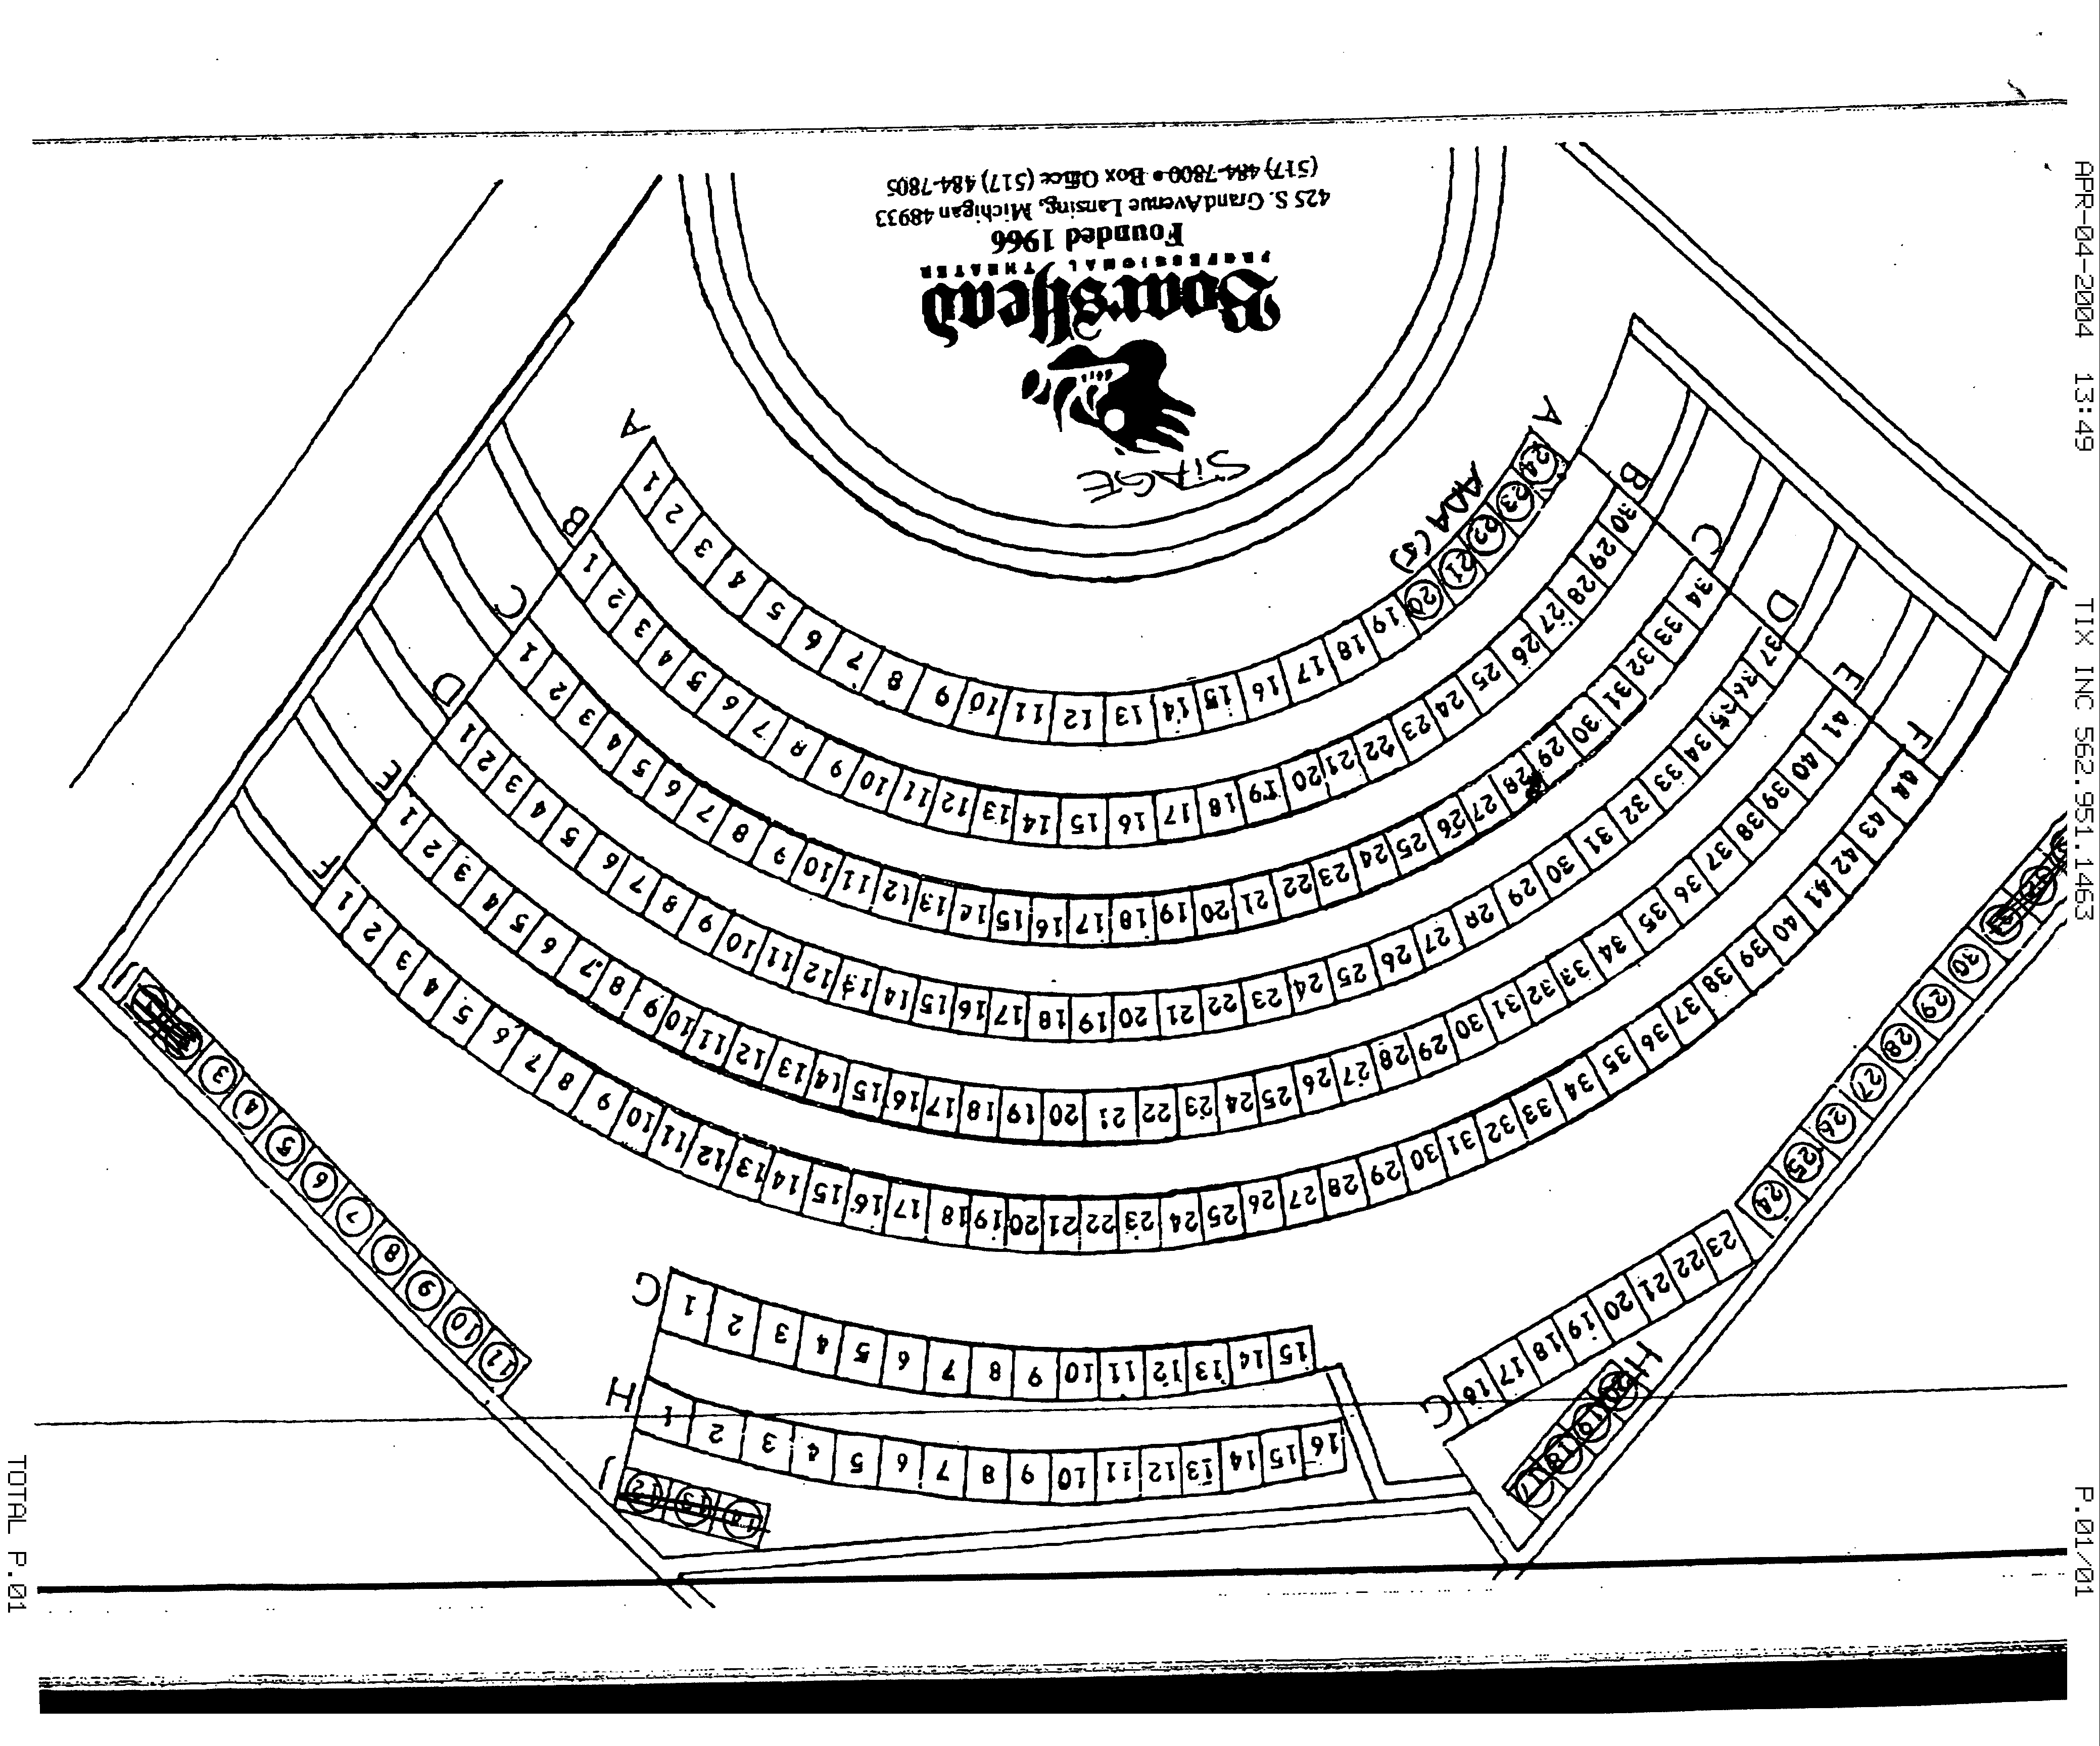 APR-04-2004 13:49 TIX INC 562.951.1463 P.01/01
(517) 484-7800 • Box Office (517) 484-7805
425 S. Grand Avenue Lansing, Michigan 48933
Founded 1966
PROFESSIONAL THEATER
BoarsHead
STAGE
A A
ADA (5)
1 2 3 4 5 6 7 8 9 10 11 12 13 14 15 16 17 18 19 20 21 22 23 24
B B
1 2 3 4 5 6 7 8 9 10 11 12 13 14 15 16 17 18 19 20 21 22 23 24 25 26 27 28 29 30
C C
1 2 3 4 5 6 7 8 9 10 11 12 13 14 15 16 17 18 19 20 21 22 23 24 25 26 27 28 29 30 31 32 33 34
D D
1 2 3 4 5 6 7 8 9 10 11 12 13 14 15 16 17 18 19 20 21 22 23 24 25 26 27 28 29 30 31 32 33 34 35 36 37
E E
1 2 3 4 5 6 7 8 9 10 11 12 13 14 15 16 17 18 19 20 21 22 23 24 25 26 27 28 29 30 31 32 33 34 35 36 37 38 39 40 41
F F
1 2 3 4 5 6 7 8 9 10 11 12 13 14 15 16 17 18 19 20 21 22 23 24 25 26 27 28 29 30 31 32 33 34 35 36 37 38 39 40 41 42 43 44
J
3 4 5 6 7 8 9 10 11
G
1 2 3 4 5 6 7 8 9 10 11 12 13 14 15
G
16 17 18 19 20 21 22 23
24 25 26 27 28 29 30
H
1 2 3 4 5 6 7 8 9 10 11 12 13 14 15 16
H
17 18 19 20
J
12 13 14
TOTAL P.01